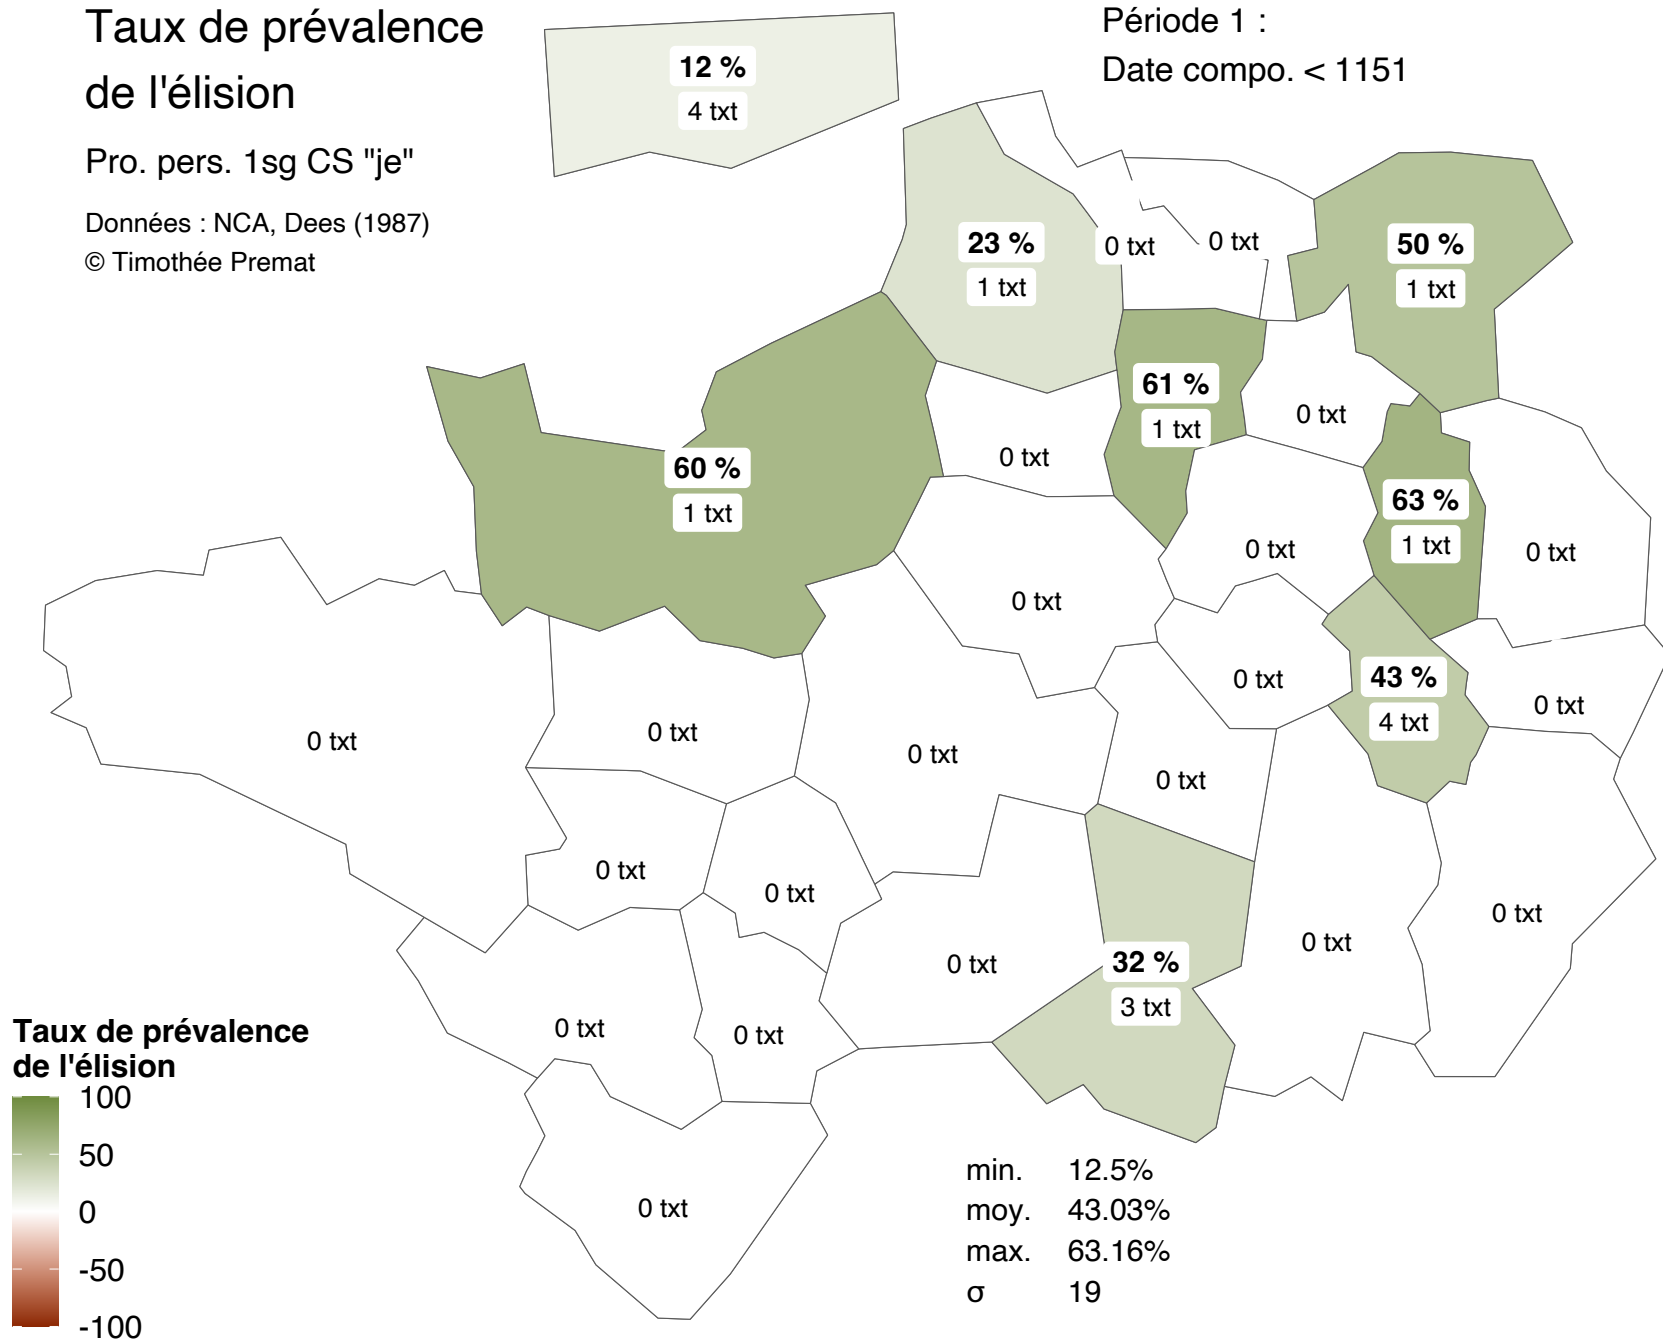 Taux de prévalence
de l'élision
Pro. pers. 1sg CS "je"
Données : NCA, Dees (1987)
© Timothée Premat
Période 1 :
Date compo. < 1151
12 %
4 txt
23 %
1 txt
0 txt
0 txt
50 %
1 txt
61 %
1 txt
0 txt
0 txt
60 %
1 txt
63 %
1 txt
0 txt
0 txt
0 txt
0 txt
43 %
4 txt
0 txt
0 txt
0 txt
0 txt
0 txt
0 txt
0 txt
0 txt
0 txt
0 txt
32 %
3 txt
0 txt
0 txt
0 txt
0 txt
Taux de prévalence
de l'élision
100
50
0
-50
-100
min. 12.5%
moy. 43.03%
max. 63.16%
σ 19